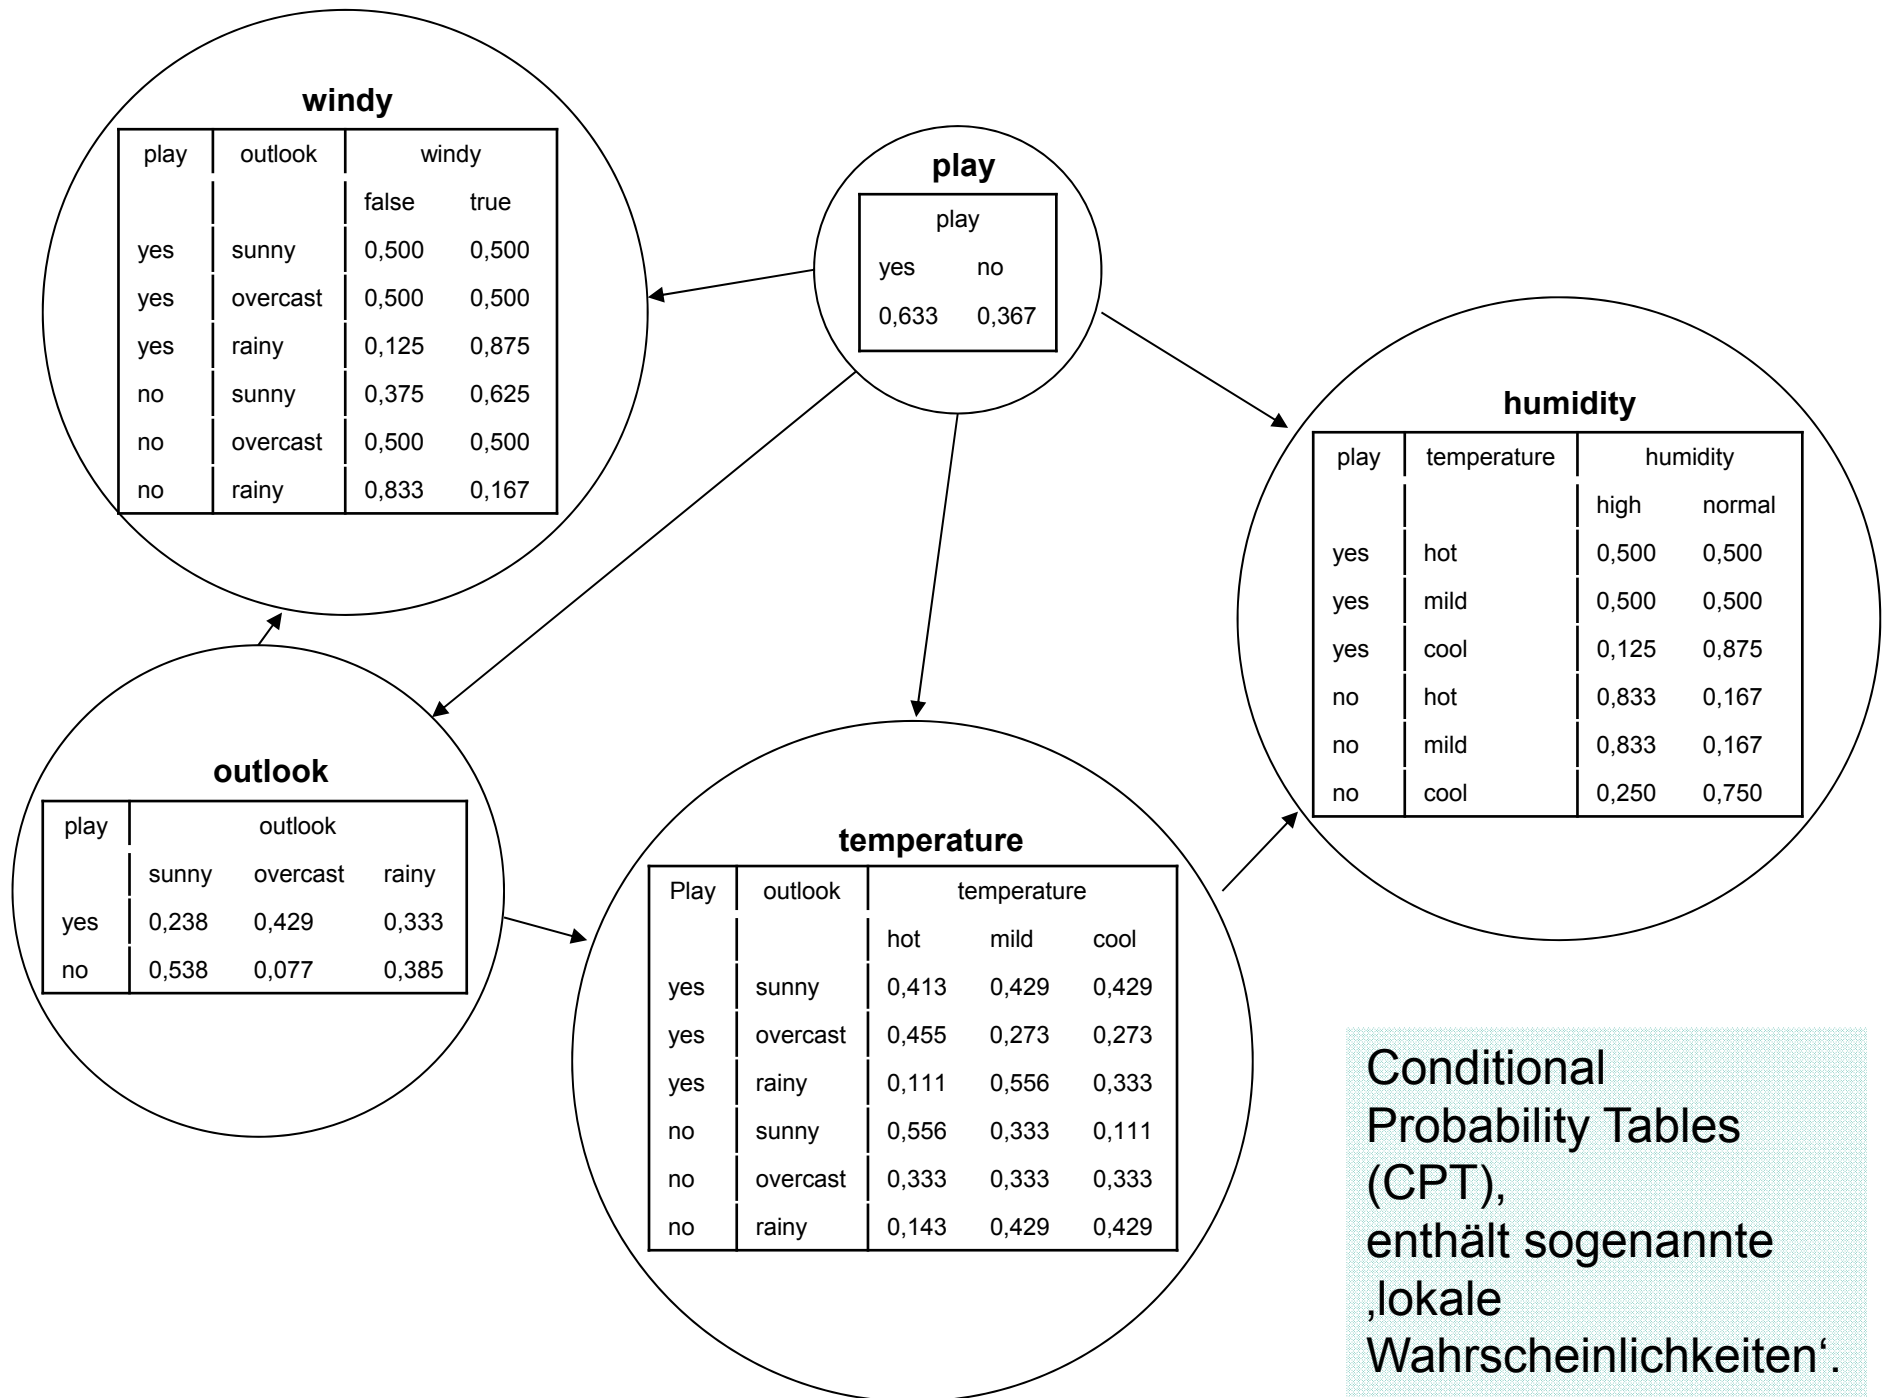 windy
play outlook windy
false true
yes sunny 0,500 0,500
yes overcast 0,500 0,500
yes rainy 0,125 0,875
no sunny 0,375 0,625
no overcast 0,500 0,500
no rainy 0,833 0,167
play
play
yes no
0,633 0,367
humidity
play temperature humidity
high normal
yes hot 0,500 0,500
yes mild 0,500 0,500
yes cool 0,125 0,875
no hot 0,833 0,167
no mild 0,833 0,167
no cool 0,250 0,750
outlook
play outlook
sunny overcast rainy
yes 0,238 0,429 0,333
no 0,538 0,077 0,385
temperature
Play outlook temperature
hot mild cool
yes sunny 0,413 0,429 0,429
yes overcast 0,455 0,273 0,273
yes rainy 0,111 0,556 0,333
no sunny 0,556 0,333 0,111
no overcast 0,333 0,333 0,333
no rainy 0,143 0,429 0,429
Conditional
Probability Tables
(CPT),
enthält sogenannte
‚lokale
Wahrscheinlichkeiten‘.